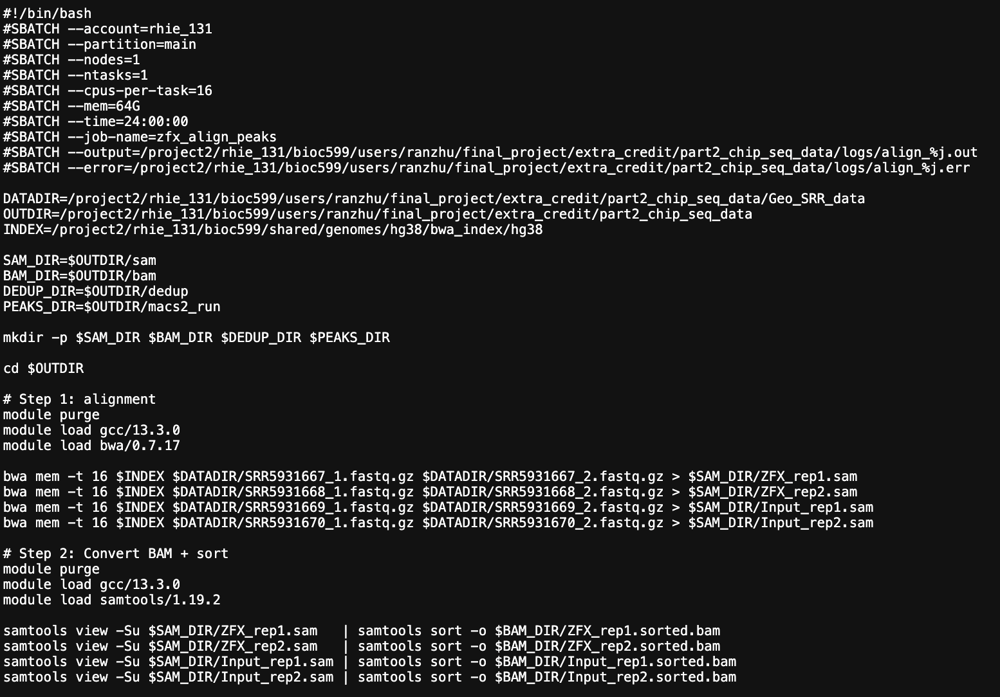 #!/bin/bash
#SBATCH --account=rhie_131
#SBATCH --partition=main
#SBATCH --nodes=1
#SBATCH --ntasks=1
#SBATCH --cpus-per-task=16
#SBATCH --mem=64G
#SBATCH --time=24:00:00
#SBATCH --job-name=zfx_align_peaks
#SBATCH --output=/project2/rhie_131/bioc599/users/ranzhu/final_project/extra_credit/part2_chip_seq_data/logs/align_%j.out
#SBATCH --error=/project2/rhie_131/bioc599/users/ranzhu/final_project/extra_credit/part2_chip_seq_data/logs/align_%j.err

DATADIR=/project2/rhie_131/bioc599/users/ranzhu/final_project/extra_credit/part2_chip_seq_data/Geo_SRR_data
OUTDIR=/project2/rhie_131/bioc599/users/ranzhu/final_project/extra_credit/part2_chip_seq_data
INDEX=/project2/rhie_131/bioc599/shared/genomes/hg38/bwa_index/hg38

SAM_DIR=$OUTDIR/sam
BAM_DIR=$OUTDIR/bam
DEDUP_DIR=$OUTDIR/dedup
PEAKS_DIR=$OUTDIR/macs2_run

mkdir -p $SAM_DIR $BAM_DIR $DEDUP_DIR $PEAKS_DIR

cd $OUTDIR

# Step 1: alignment
module purge
module load gcc/13.3.0
module load bwa/0.7.17

bwa mem -t 16 $INDEX $DATADIR/SRR5931667_1.fastq.gz $DATADIR/SRR5931667_2.fastq.gz > $SAM_DIR/ZFX_rep1.sam
bwa mem -t 16 $INDEX $DATADIR/SRR5931668_1.fastq.gz $DATADIR/SRR5931668_2.fastq.gz > $SAM_DIR/ZFX_rep2.sam
bwa mem -t 16 $INDEX $DATADIR/SRR5931669_1.fastq.gz $DATADIR/SRR5931669_2.fastq.gz > $SAM_DIR/Input_rep1.sam
bwa mem -t 16 $INDEX $DATADIR/SRR5931670_1.fastq.gz $DATADIR/SRR5931670_2.fastq.gz > $SAM_DIR/Input_rep2.sam

# Step 2: Convert BAM + sort
module purge
module load gcc/13.3.0
module load samtools/1.19.2

samtools view -Su $SAM_DIR/ZFX_rep1.sam   | samtools sort -o $BAM_DIR/ZFX_rep1.sorted.bam
samtools view -Su $SAM_DIR/ZFX_rep2.sam   | samtools sort -o $BAM_DIR/ZFX_rep2.sorted.bam
samtools view -Su $SAM_DIR/Input_rep1.sam | samtools sort -o $BAM_DIR/Input_rep1.sorted.bam
samtools view -Su $SAM_DIR/Input_rep2.sam | samtools sort -o $BAM_DIR/Input_rep2.sorted.bam